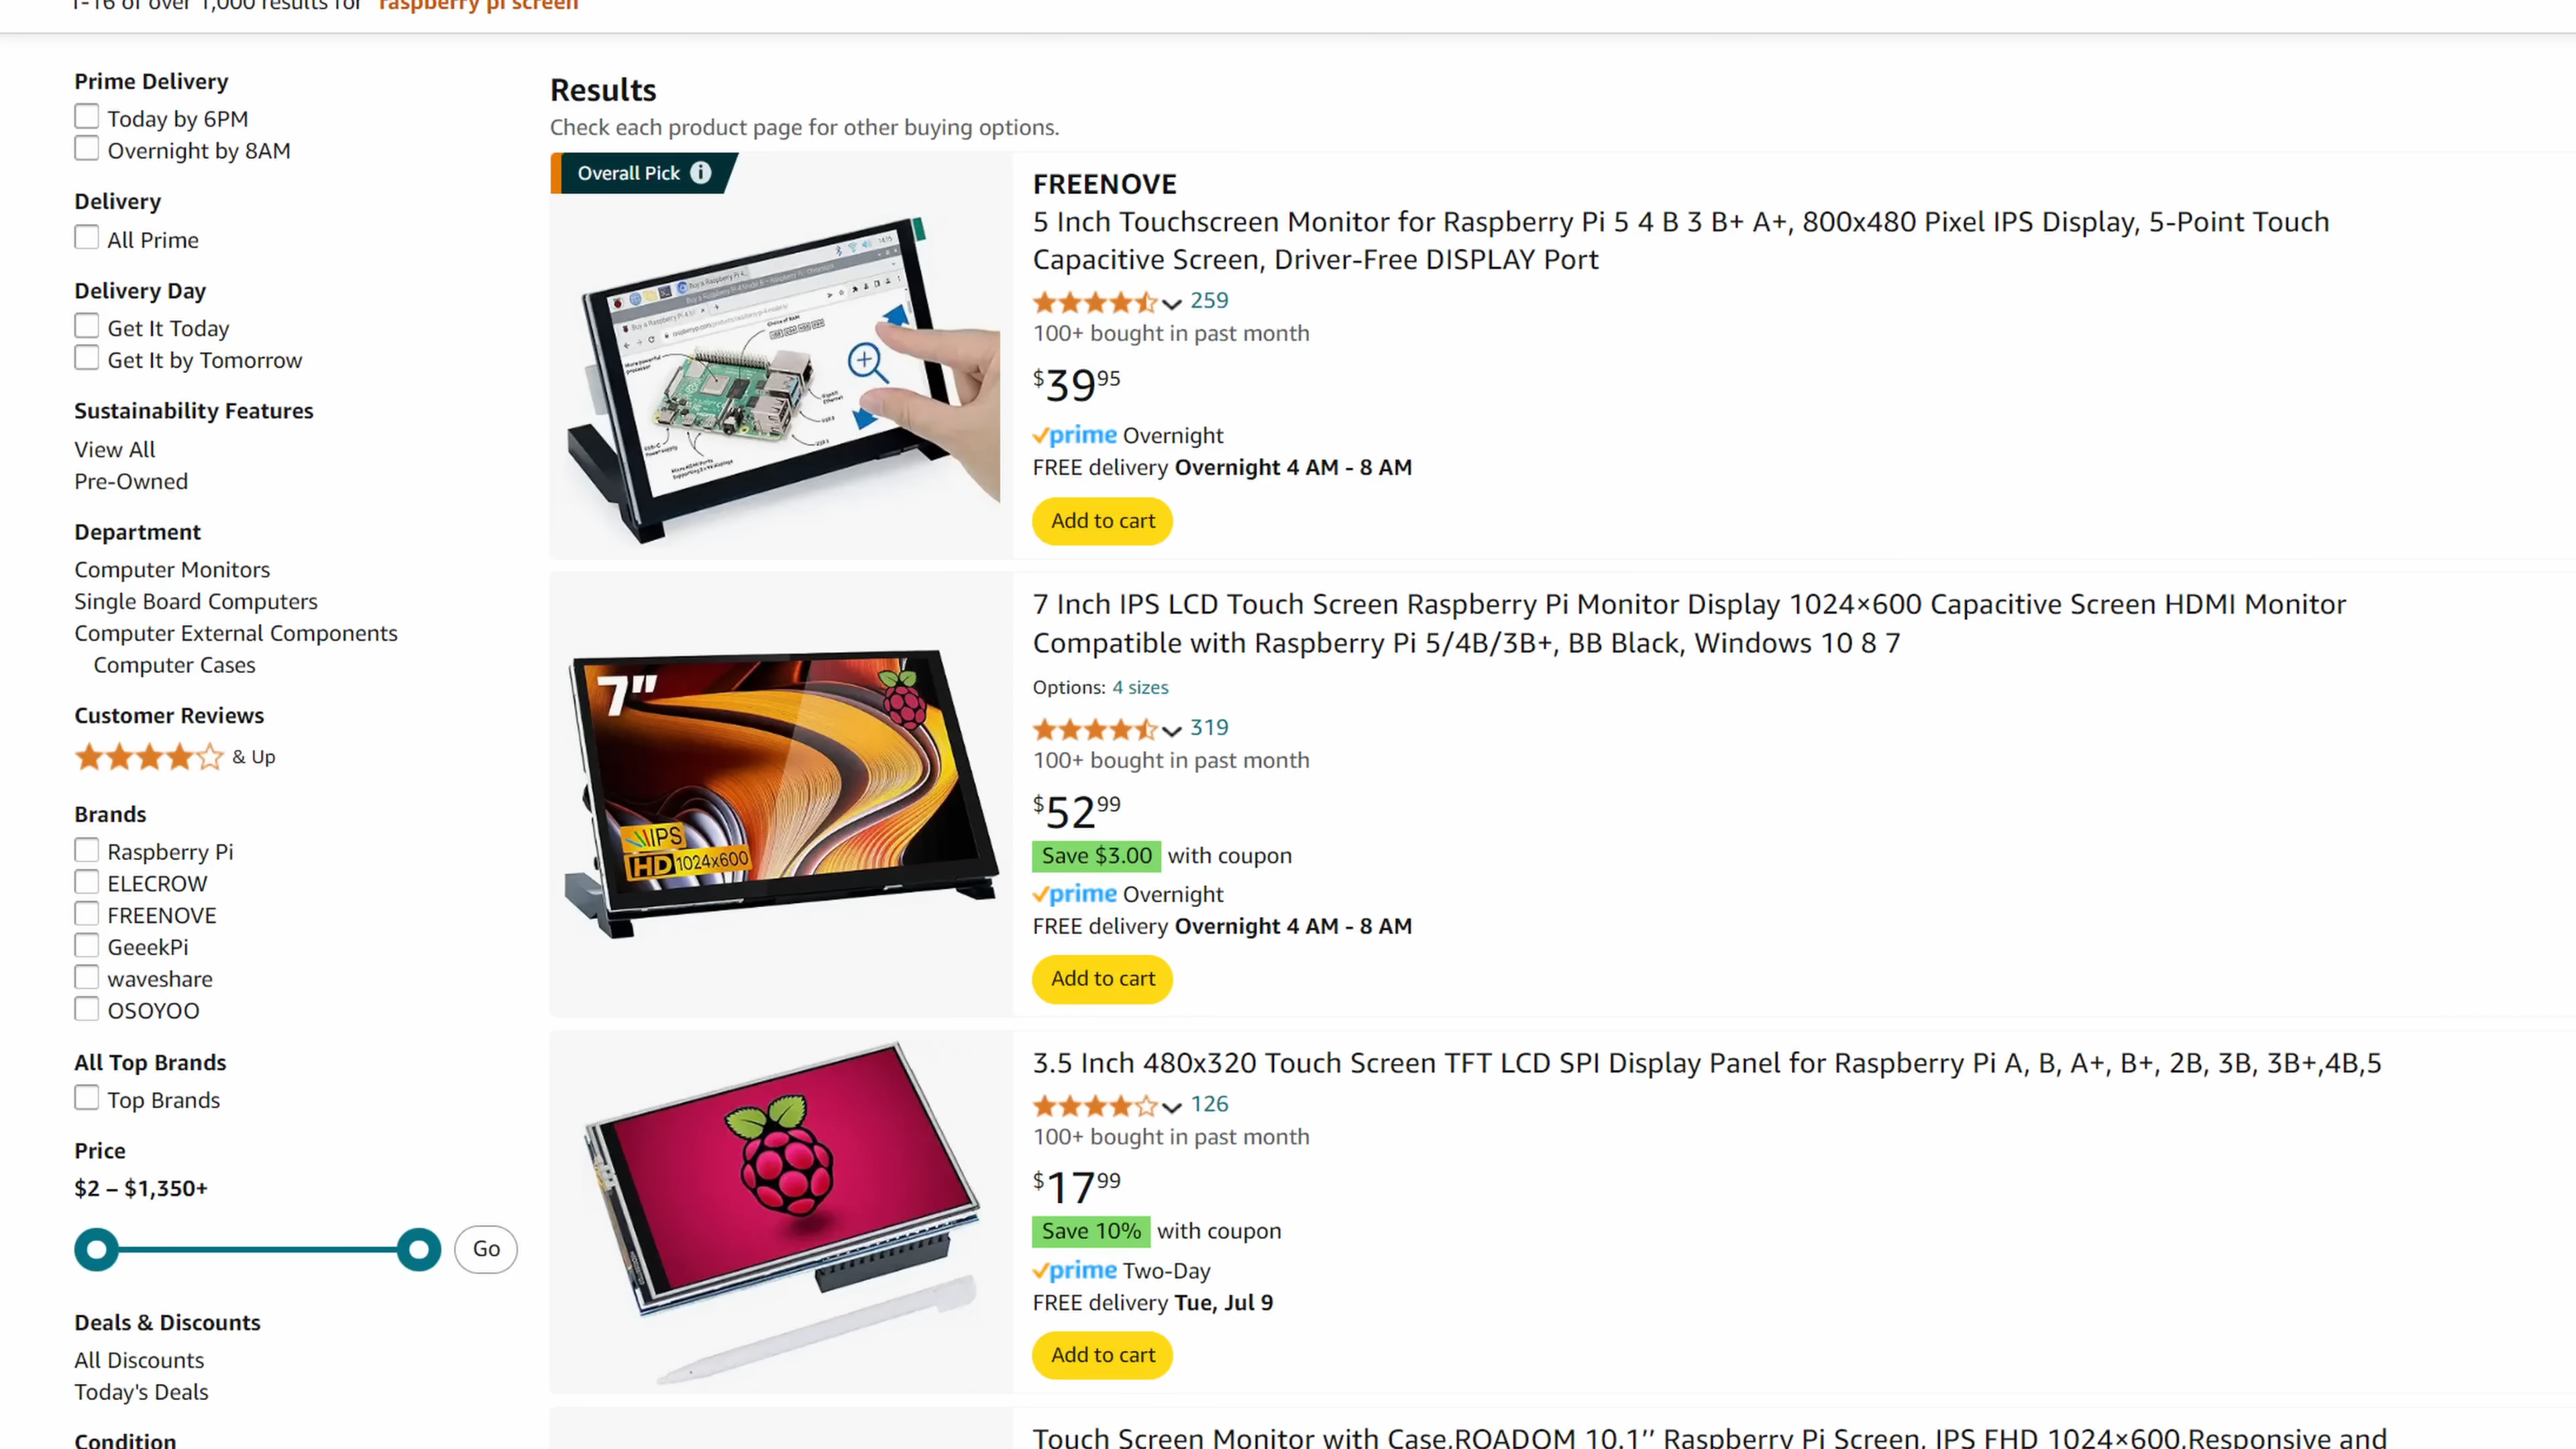 1-16 of over 1,000 results for "raspberry pi screen"
Prime Delivery
Today by 6PM
Overnight by 8AM
Delivery
All Prime
Delivery Day
Get It Today
Get It by Tomorrow
Sustainability Features
View All
Pre-Owned
Department
Computer Monitors
Single Board Computers
Computer External Components
Computer Cases
Customer Reviews
& Up
Brands
Raspberry Pi
ELECROW
FREENOVE
GeeekPi
waveshare
OSOYOO
All Top Brands
Top Brands
Price
$2 – $1,350+
Go
Deals & Discounts
All Discounts
Today's Deals
Condition
Results
Check each product page for other buying options.
Overall Pick
FREENOVE
5 Inch Touchscreen Monitor for Raspberry Pi 5 4 B 3 B+ A+, 800x480 Pixel IPS Display, 5-Point Touch
Capacitive Screen, Driver-Free DISPLAY Port
259
100+ bought in past month
$39.95
prime Overnight
FREE delivery Overnight 4 AM - 8 AM
Add to cart
7"
IPS
HD 1024x600
7 Inch IPS LCD Touch Screen Raspberry Pi Monitor Display 1024×600 Capacitive Screen HDMI Monitor
Compatible with Raspberry Pi 5/4B/3B+, BB Black, Windows 10 8 7
Options: 4 sizes
319
100+ bought in past month
$52.99
Save $3.00 with coupon
prime Overnight
FREE delivery Overnight 4 AM - 8 AM
Add to cart
3.5 Inch 480x320 Touch Screen TFT LCD SPI Display Panel for Raspberry Pi A, B, A+, B+, 2B, 3B, 3B+,4B,5
126
100+ bought in past month
$17.99
Save 10% with coupon
prime Two-Day
FREE delivery Tue, Jul 9
Add to cart
Touch Screen Monitor with Case,ROADOM 10.1’’ Raspberry Pi Screen, IPS FHD 1024×600,Responsive and